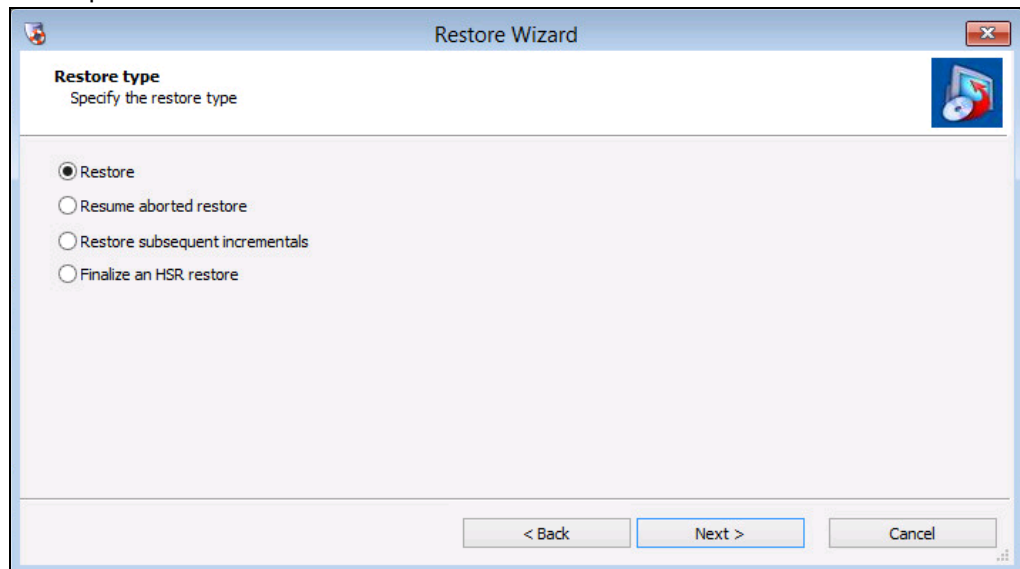 Restore Wizard
Restore type
Specify the restore type
Restore
Resume aborted restore
Restore subsequent incrementals
Finalize an HSR restore
< Back Next > Cancel